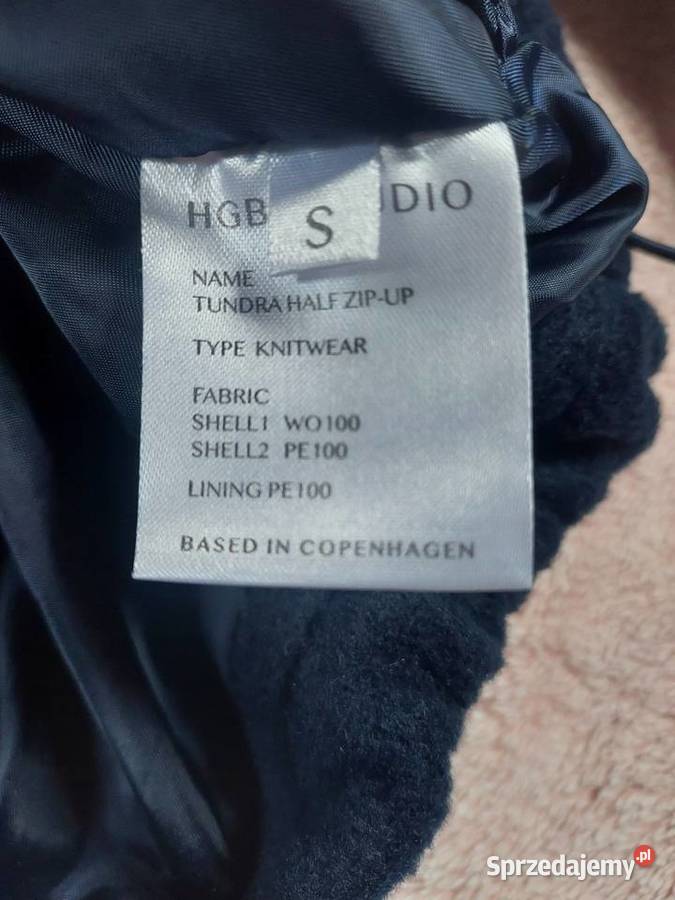 HGB UDIO
S
NAME
TUNDRA HALF ZIP-UP
TYPE KNITWEAR
FABRIC
SHELL1 WO100
SHELL2 PE100
LINING PE100
BASED IN COPENHAGEN
Sprzedajemy.pl